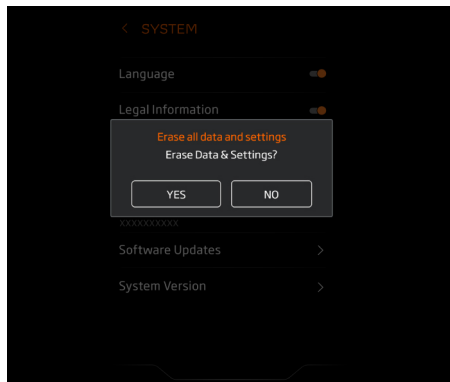 < SYSTEM
Language
Legal Information
Erase all data and settings
Erase Data & Settings?
YES NO
XXXXXXXXXX
Software Updates >
System Version >